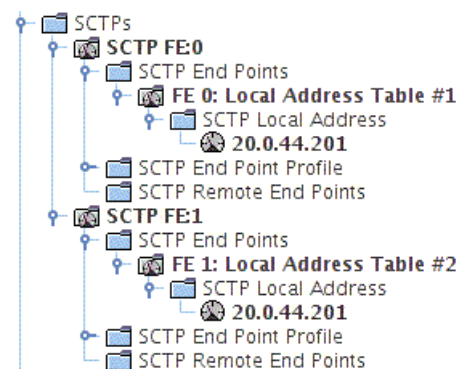 SCTPs
SCTP FE:0
SCTP End Points
FE 0: Local Address Table #1
SCTP Local Address
20.0.44.201
SCTP End Point Profile
SCTP Remote End Points
SCTP FE:1
SCTP End Points
FE 1: Local Address Table #2
SCTP Local Address
20.0.44.201
SCTP End Point Profile
SCTP Remote End Points